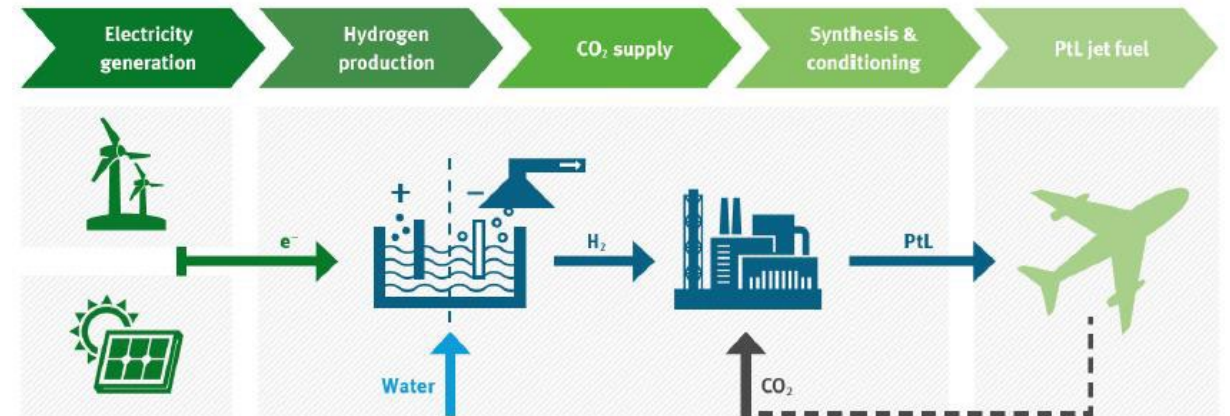 Electricity
generation
Hydrogen
production
CO₂ supply
Synthesis &
conditioning
PtL jet fuel
+
−
e⁻
H₂
PtL
Water
CO₂